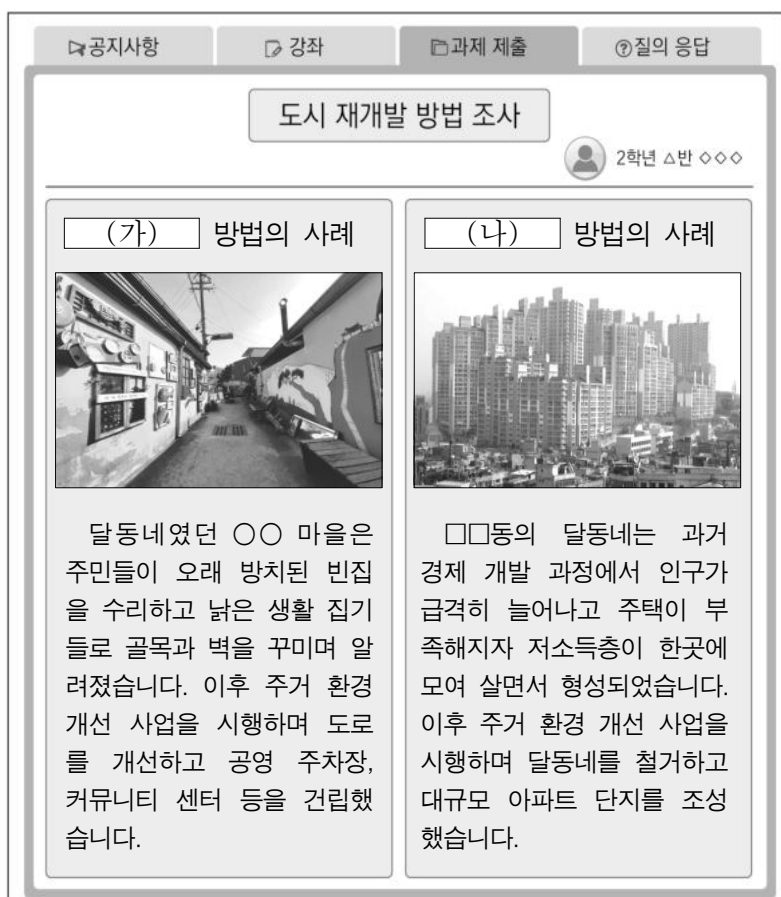 공지사항
강좌
과제 제출
질의 응답
도시 재개발 방법 조사
2학년 △반 ◇◇◇
(가) 방법의 사례
달동네였던 ○○ 마을은
주민들이 오래 방치된 빈집
을 수리하고 낡은 생활 집기
들로 골목과 벽을 꾸미며 알
려졌습니다. 이후 주거 환경
개선 사업을 시행하며 도로
를 개선하고 공영 주차장,
커뮤니티 센터 등을 건립했
습니다.
(나) 방법의 사례
□□동의 달동네는 과거
경제 개발 과정에서 인구가
급격히 늘어나고 주택이 부
족해지자 저소득층이 한곳에
모여 살면서 형성되었습니다.
이후 주거 환경 개선 사업을
시행하며 달동네를 철거하고
대규모 아파트 단지를 조성
했습니다.